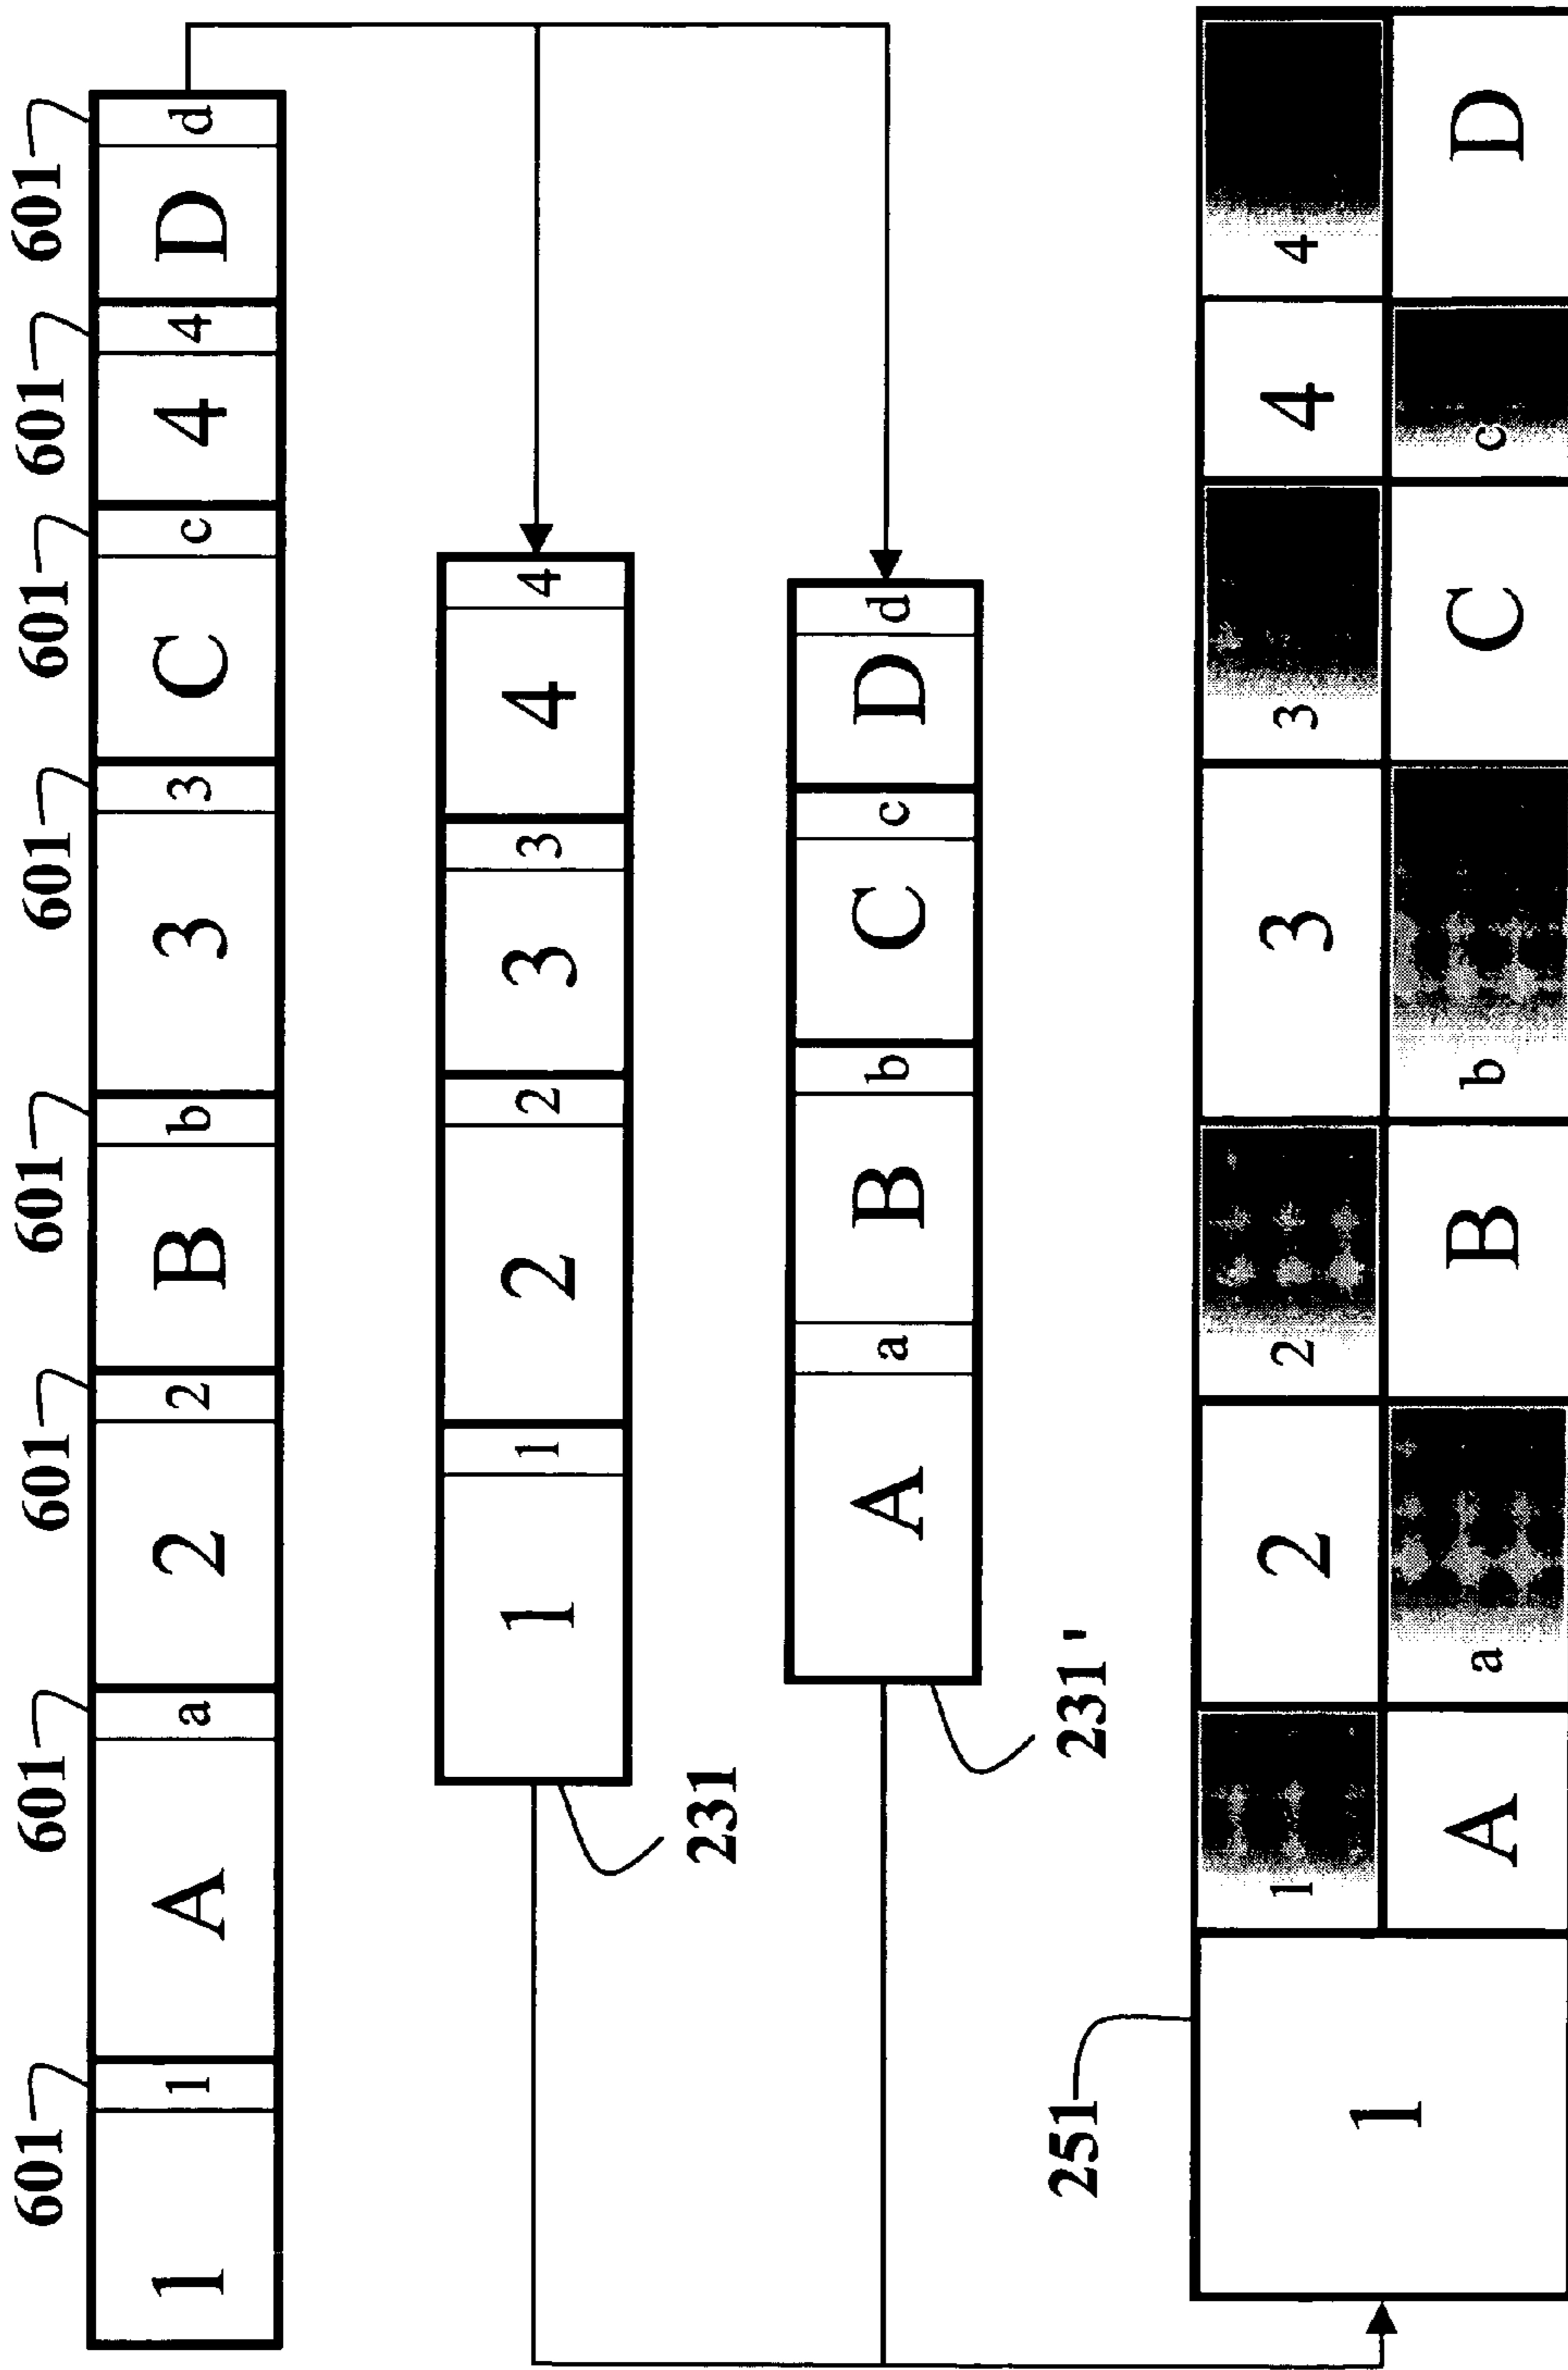 601 601 601 601 601 601 601 601
1 1 A a 2 2 B b 3 3 C c 4 4 D d
1 1 2 2 3 3 4 4
231
A a B b C c D d
231'
251
1 2 2 3 3 4 4
1
A a B b C c D